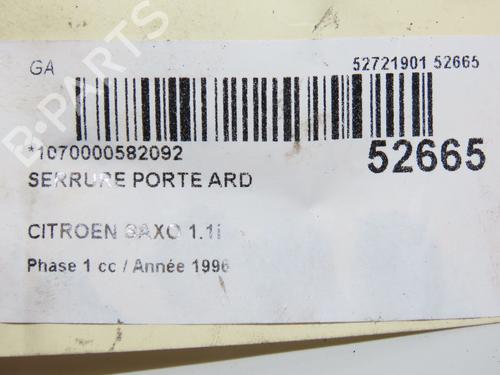 GA
52721901 52665
*1070000582092
52665
SERRURE PORTE ARD
CITROEN SAXO 1.1i
Phase 1 cc / Année 1996
B-PARTS